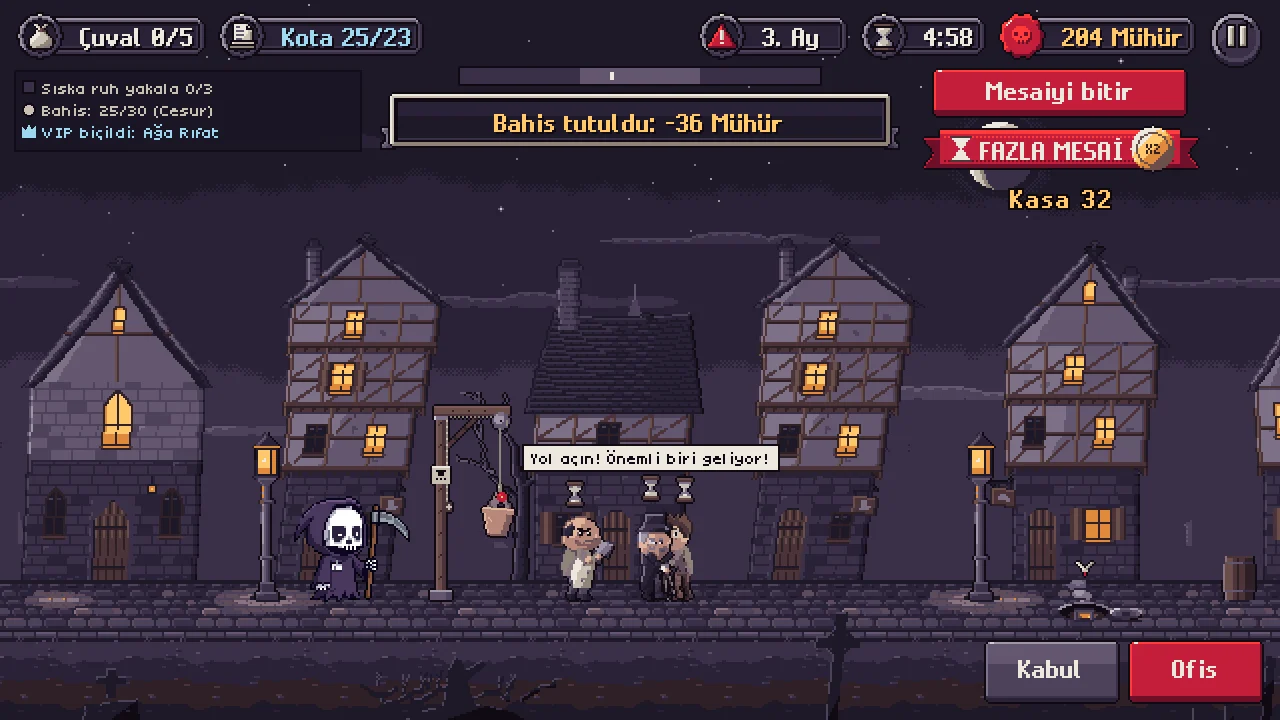 Çuval 0/5
Kota 25/23
3. Ay
4:58
204 Mühür
Sıska ruh yakala 0/3
Bahis: 25/30 (Cesur)
VIP biçildi: Ağa Rıfat
Bahis tutuldu: -36 Mühür
Mesaiyi bitir
FAZLA MESAİ
X2
Kasa 32
Yol açın! Önemli biri geliyor!
Kabul
Ofis